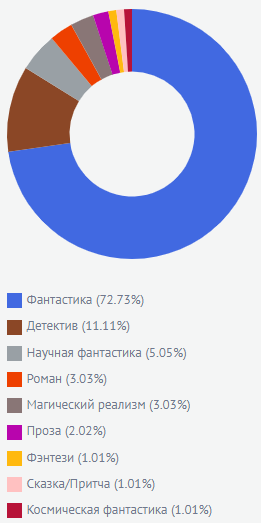 Фантастика (72.73%)
Детектив (11.11%)
Научная фантастика (5.05%)
Роман (3.03%)
Магический реализм (3.03%)
Проза (2.02%)
Фэнтези (1.01%)
Сказка/Притча (1.01%)
Космическая фантастика (1.01%)